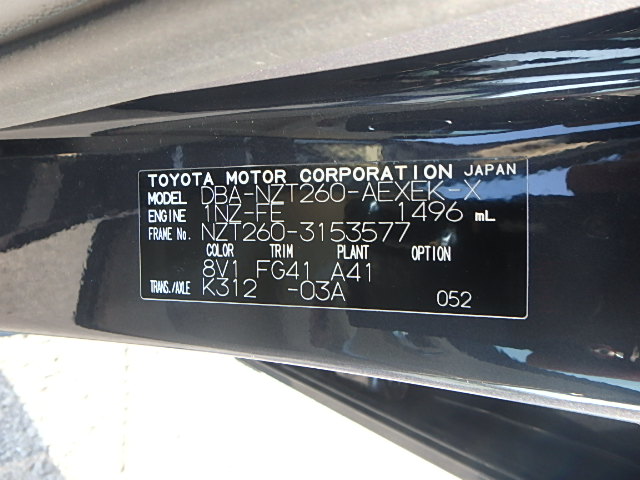 TOYOTA MOTOR CORPORATION JAPAN
MODEL DBA-NZT260-AEXEK-X
ENGINE 1NZ-FE 1496 mL
FRAME No. NZT260-3153577
COLOR TRIM PLANT OPTION
8V1 FG41 A41
TRANS./AXLE K312 -03A 052